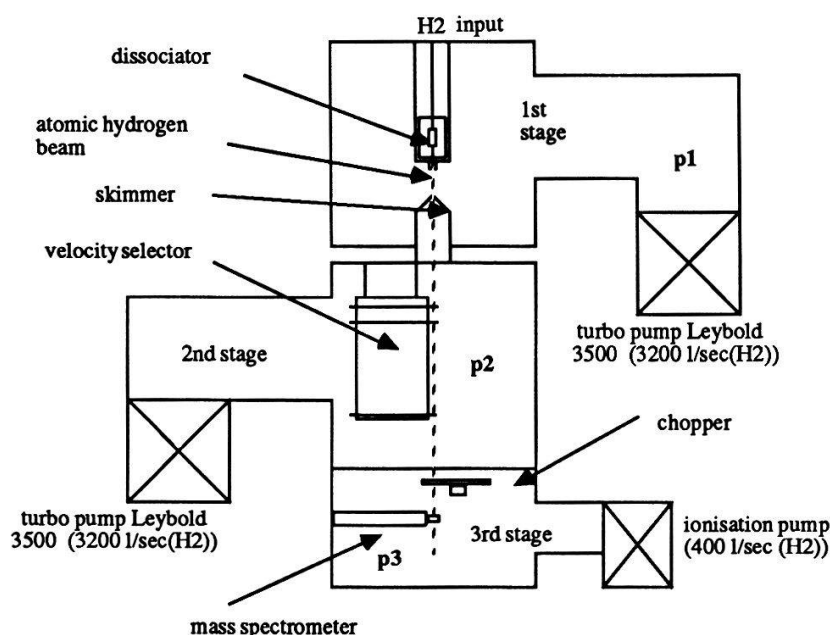 H2 input
dissociator
1st
stage
atomic hydrogen
beam
p1
skimmer
velocity selector
turbo pump Leybold
3500 (3200 l/sec(H2))
2nd stage
p2
chopper
turbo pump Leybold
3500 (3200 l/sec(H2))
3rd stage
ionisation pump
(400 l/sec (H2))
p3
mass spectrometer